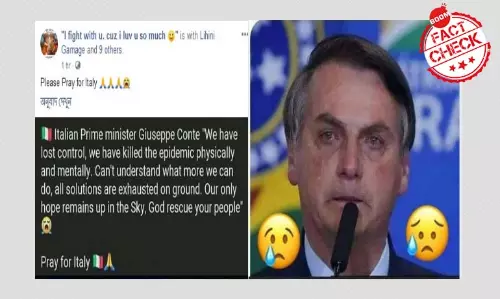 "I fight with u. cuz i luv u so much 😃" is with Lihini
Gamage and 9 others.
1 hr ·
Please Pray for Italy 🙏🙏🙏😭
অনুবাদ দেখুন
🇮🇹 Italian Prime minister Giuseppe Conte "We have
lost control, we have killed the epidemic physically
and mentally. Can't understand what more we can
do, all solutions are exhausted on ground. Our only
hope remains up in the Sky, God rescue your people"
😭
Pray for Italy 🇮🇹🙏
BOOM
FACT
CHECK